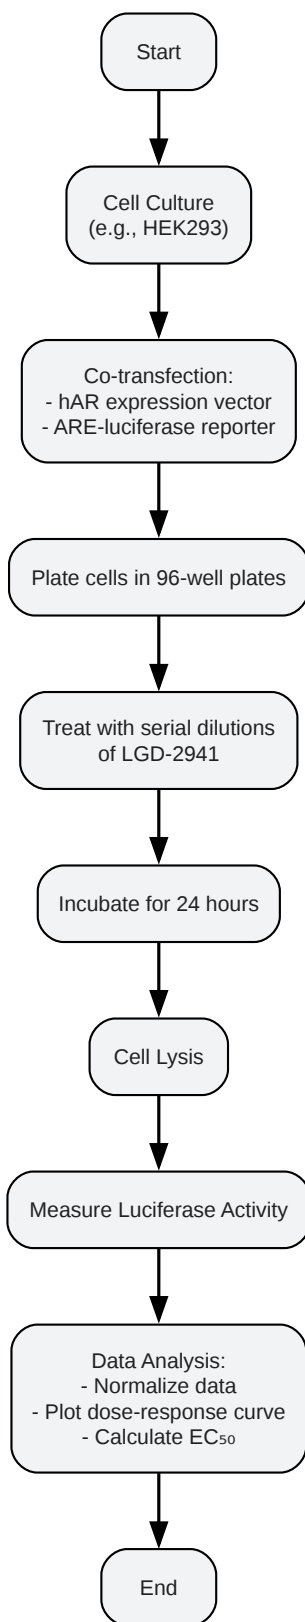 Start
Cell Culture
(e.g., HEK293)
Co-transfection:
- hAR expression vector
- ARE-luciferase reporter
Plate cells in 96-well plates
Treat with serial dilutions
of LGD-2941
Incubate for 24 hours
Cell Lysis
Measure Luciferase Activity
Data Analysis:
- Normalize data
- Plot dose-response curve
- Calculate EC₅₀
End